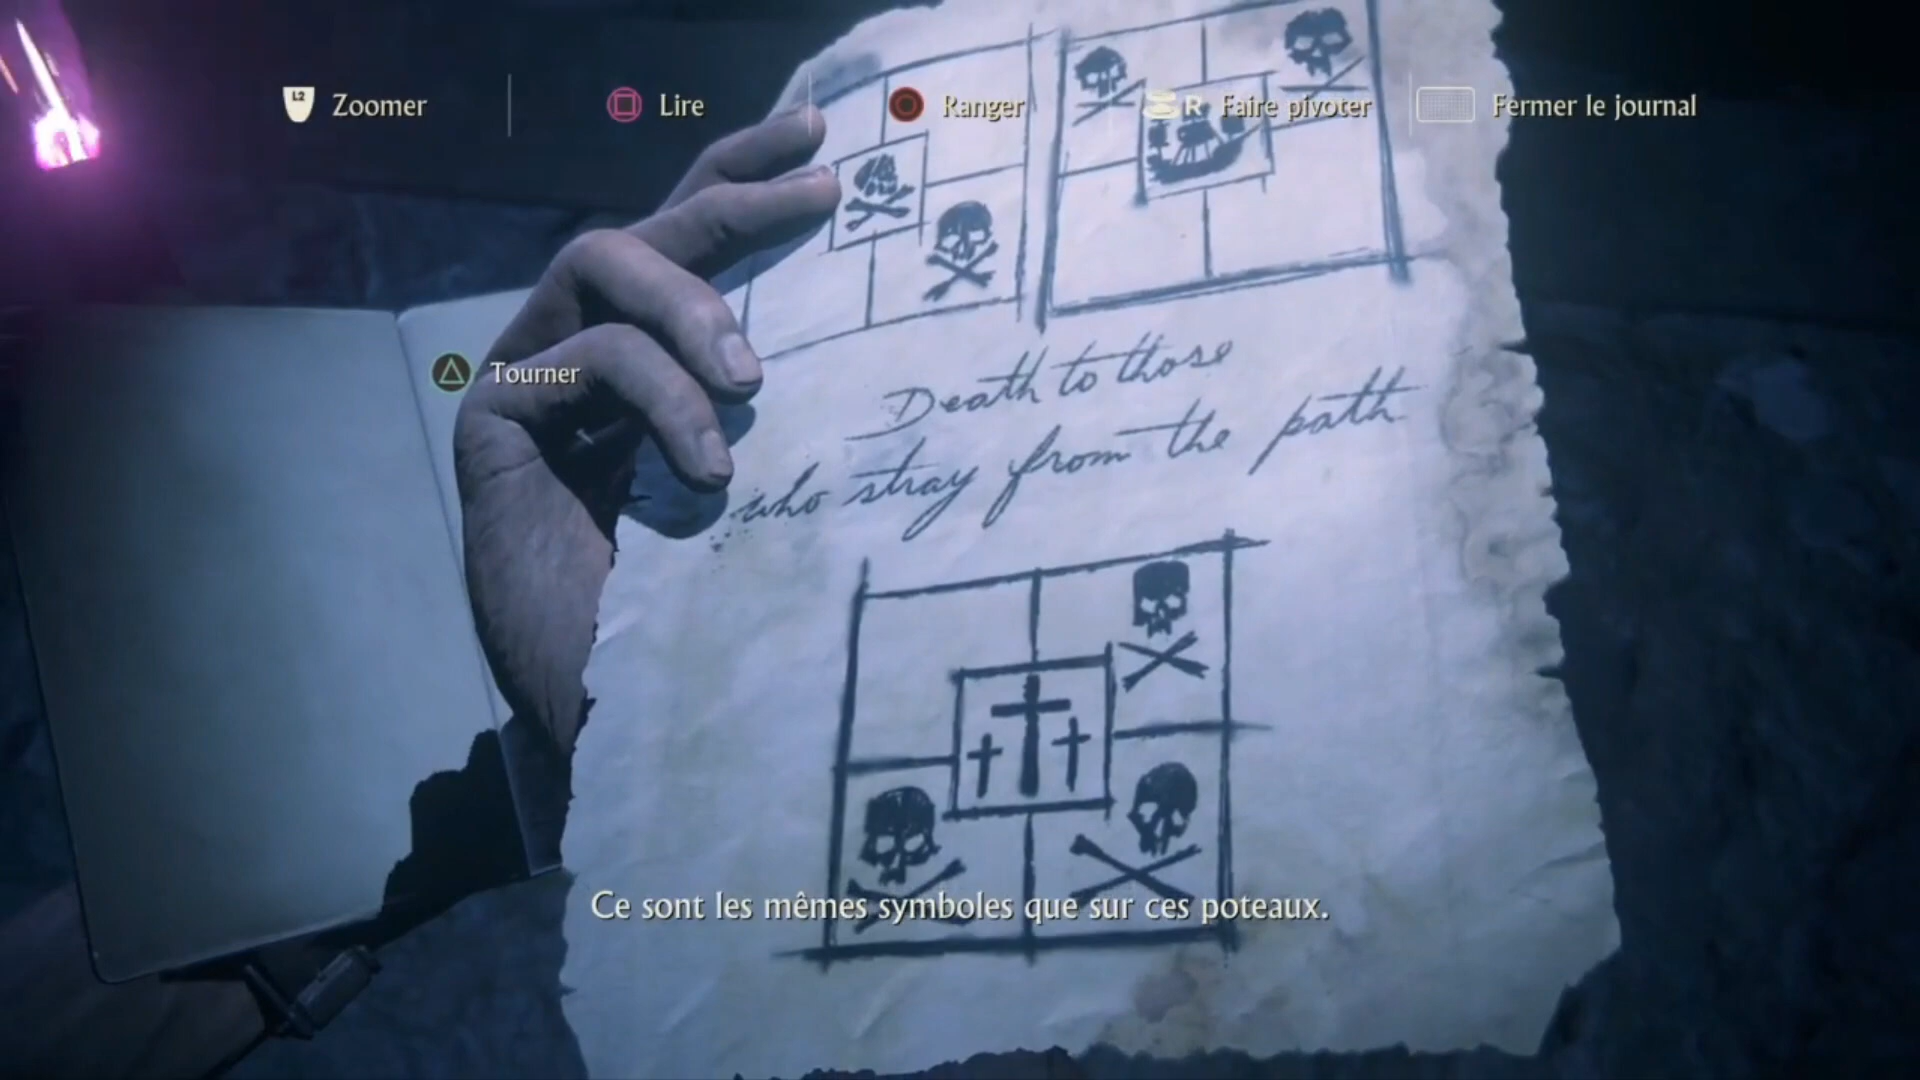 L2 Zoomer
Lire
Ranger
R Faire pivoter
Fermer le journal
Tourner
Death to those
who stray from the path
Ce sont les mêmes symboles que sur ces poteaux.